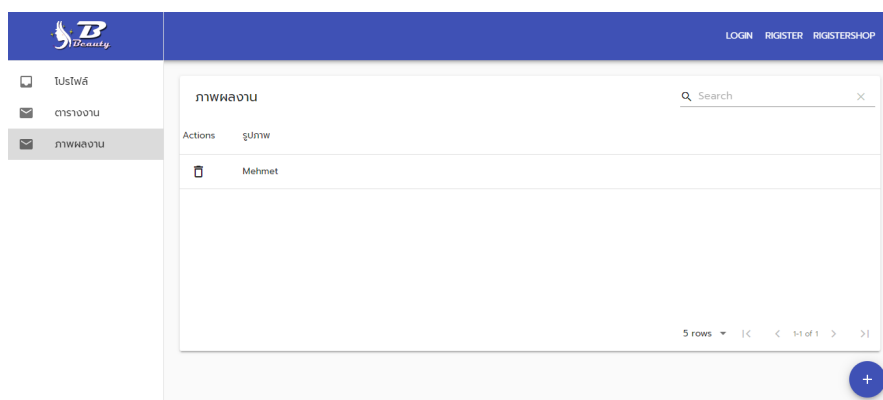 B
Beauty
LOGIN RIGISTER RIGISTERSHOP
โปรไฟล์
ตารางงาน
ภาพผลงาน
ภาพผลงาน
Search
Actions รูปภาพ
Mehmet
5 rows 1-1 of 1